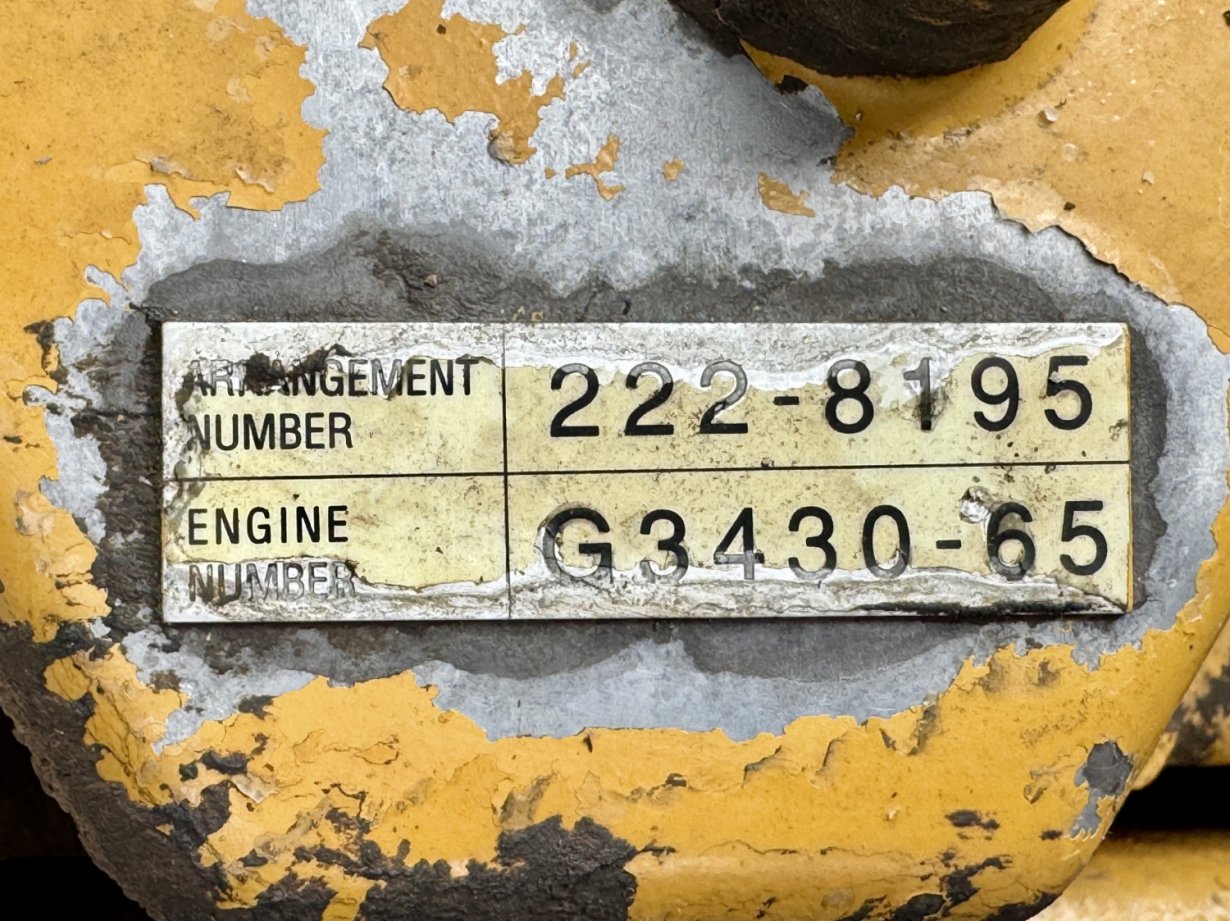 ARRANGEMENT
NUMBER
222-8195
ENGINE
NUMBER
G3430-65